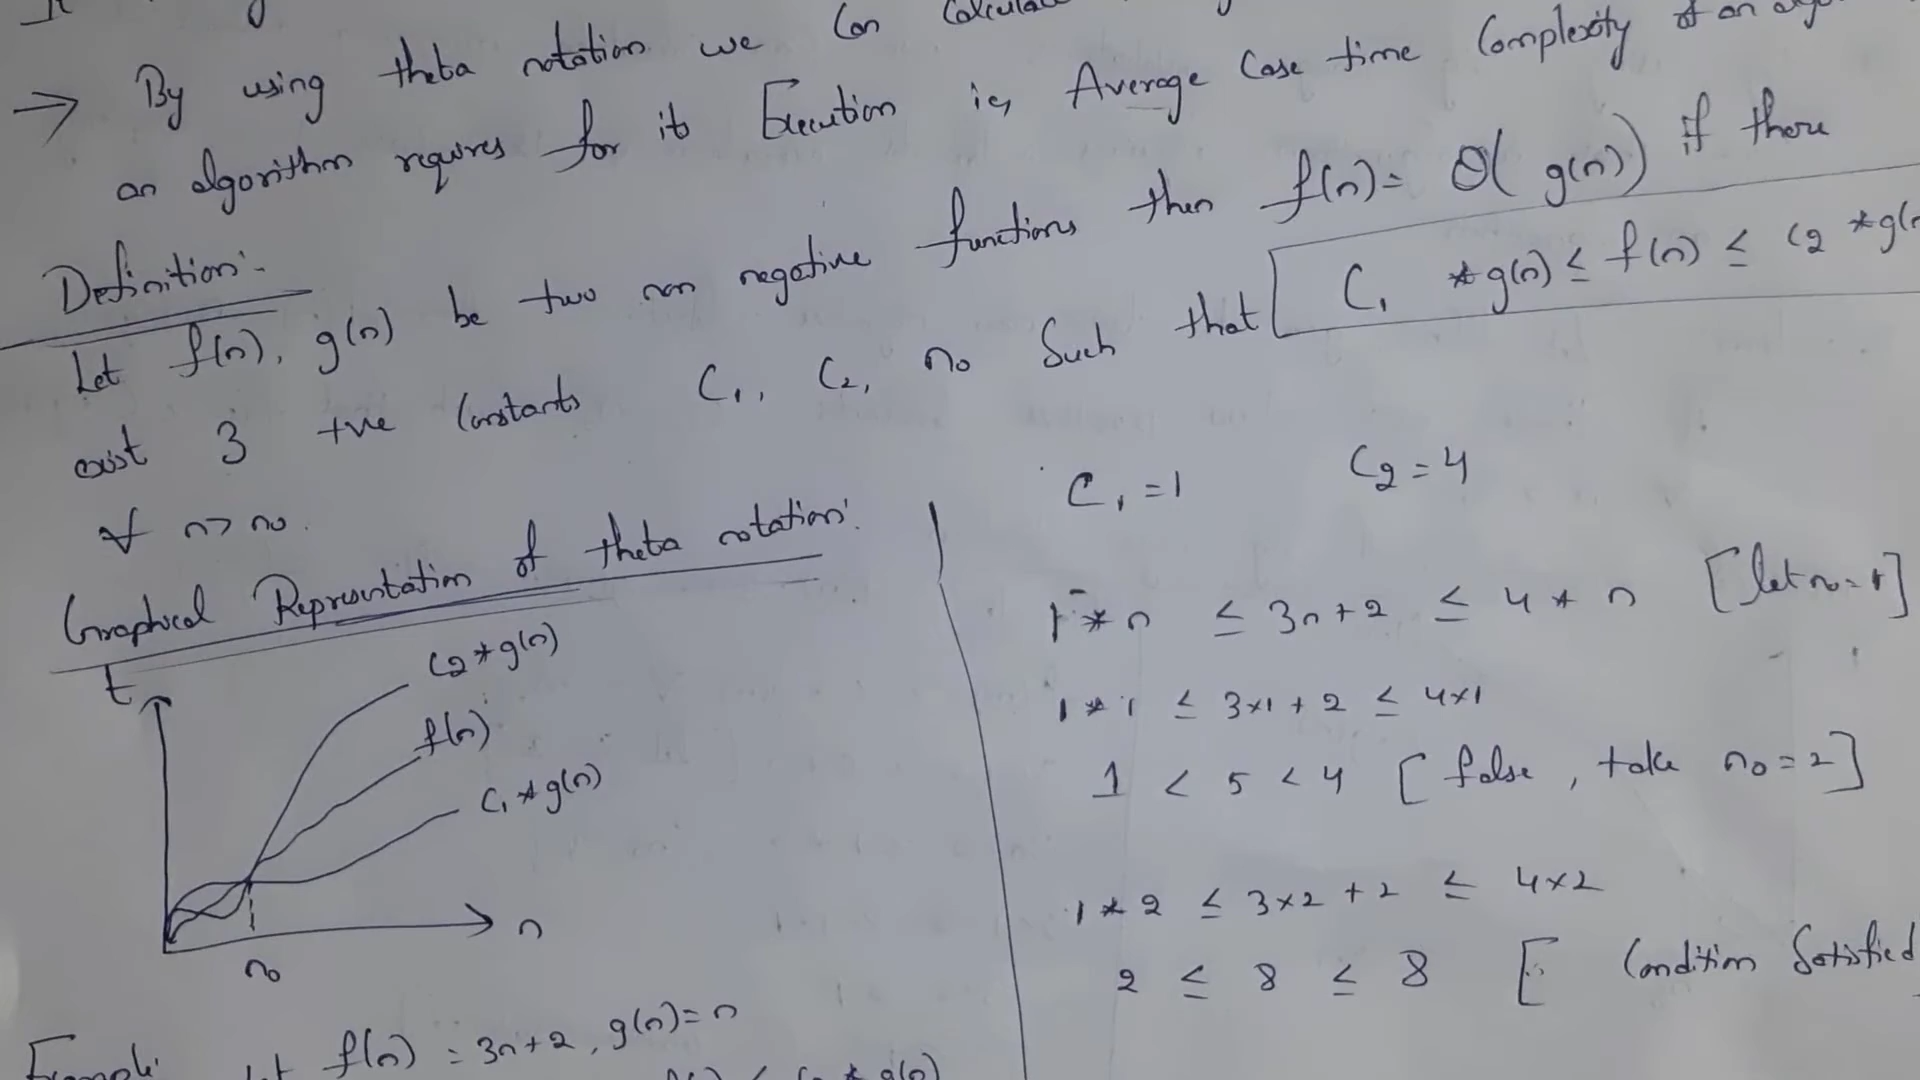 → By using theta notation we can
an algorithm requires for its Execution is, Average Case time Complexity of an
Definition:-
Let f(n), g(n) be two non negative functions then f(n) = Θ(g(n)) if there
exist 3 +ve Constants C₁, C₂, n₀ Such that C₁ * g(n) ≤ f(n) ≤ C₂ * g(n
∀ n > n₀.
Graphical Representation of theta notation:
t
C₂ * g(n)
f(n)
C₁ * g(n)
n
n₀
Example: Let f(n) = 3n+2, g(n) = n
C₁ = 1 C₂ = 4
1 * n ≤ 3n+2 ≤ 4 * n [let n₀ = 1]
1 * 1 ≤ 3×1 + 2 ≤ 4×1
1 < 5 < 4 [false, take n₀ = 2]
1 * 2 ≤ 3×2 + 2 ≤ 4×2
2 ≤ 8 ≤ 8 [Condition Satisfied